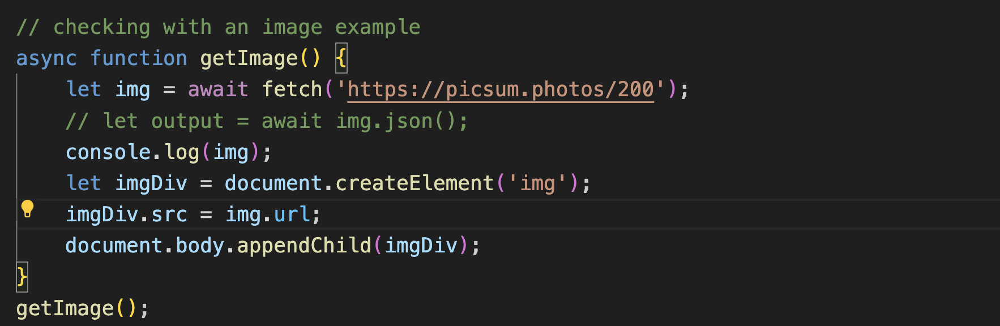 // checking with an image example
async function getImage() {
let img = await fetch('https://picsum.photos/200');
// let output = await img.json();
console.log(img);
let imgDiv = document.createElement('img');
imgDiv.src = img.url;
document.body.appendChild(imgDiv);
}
getImage();